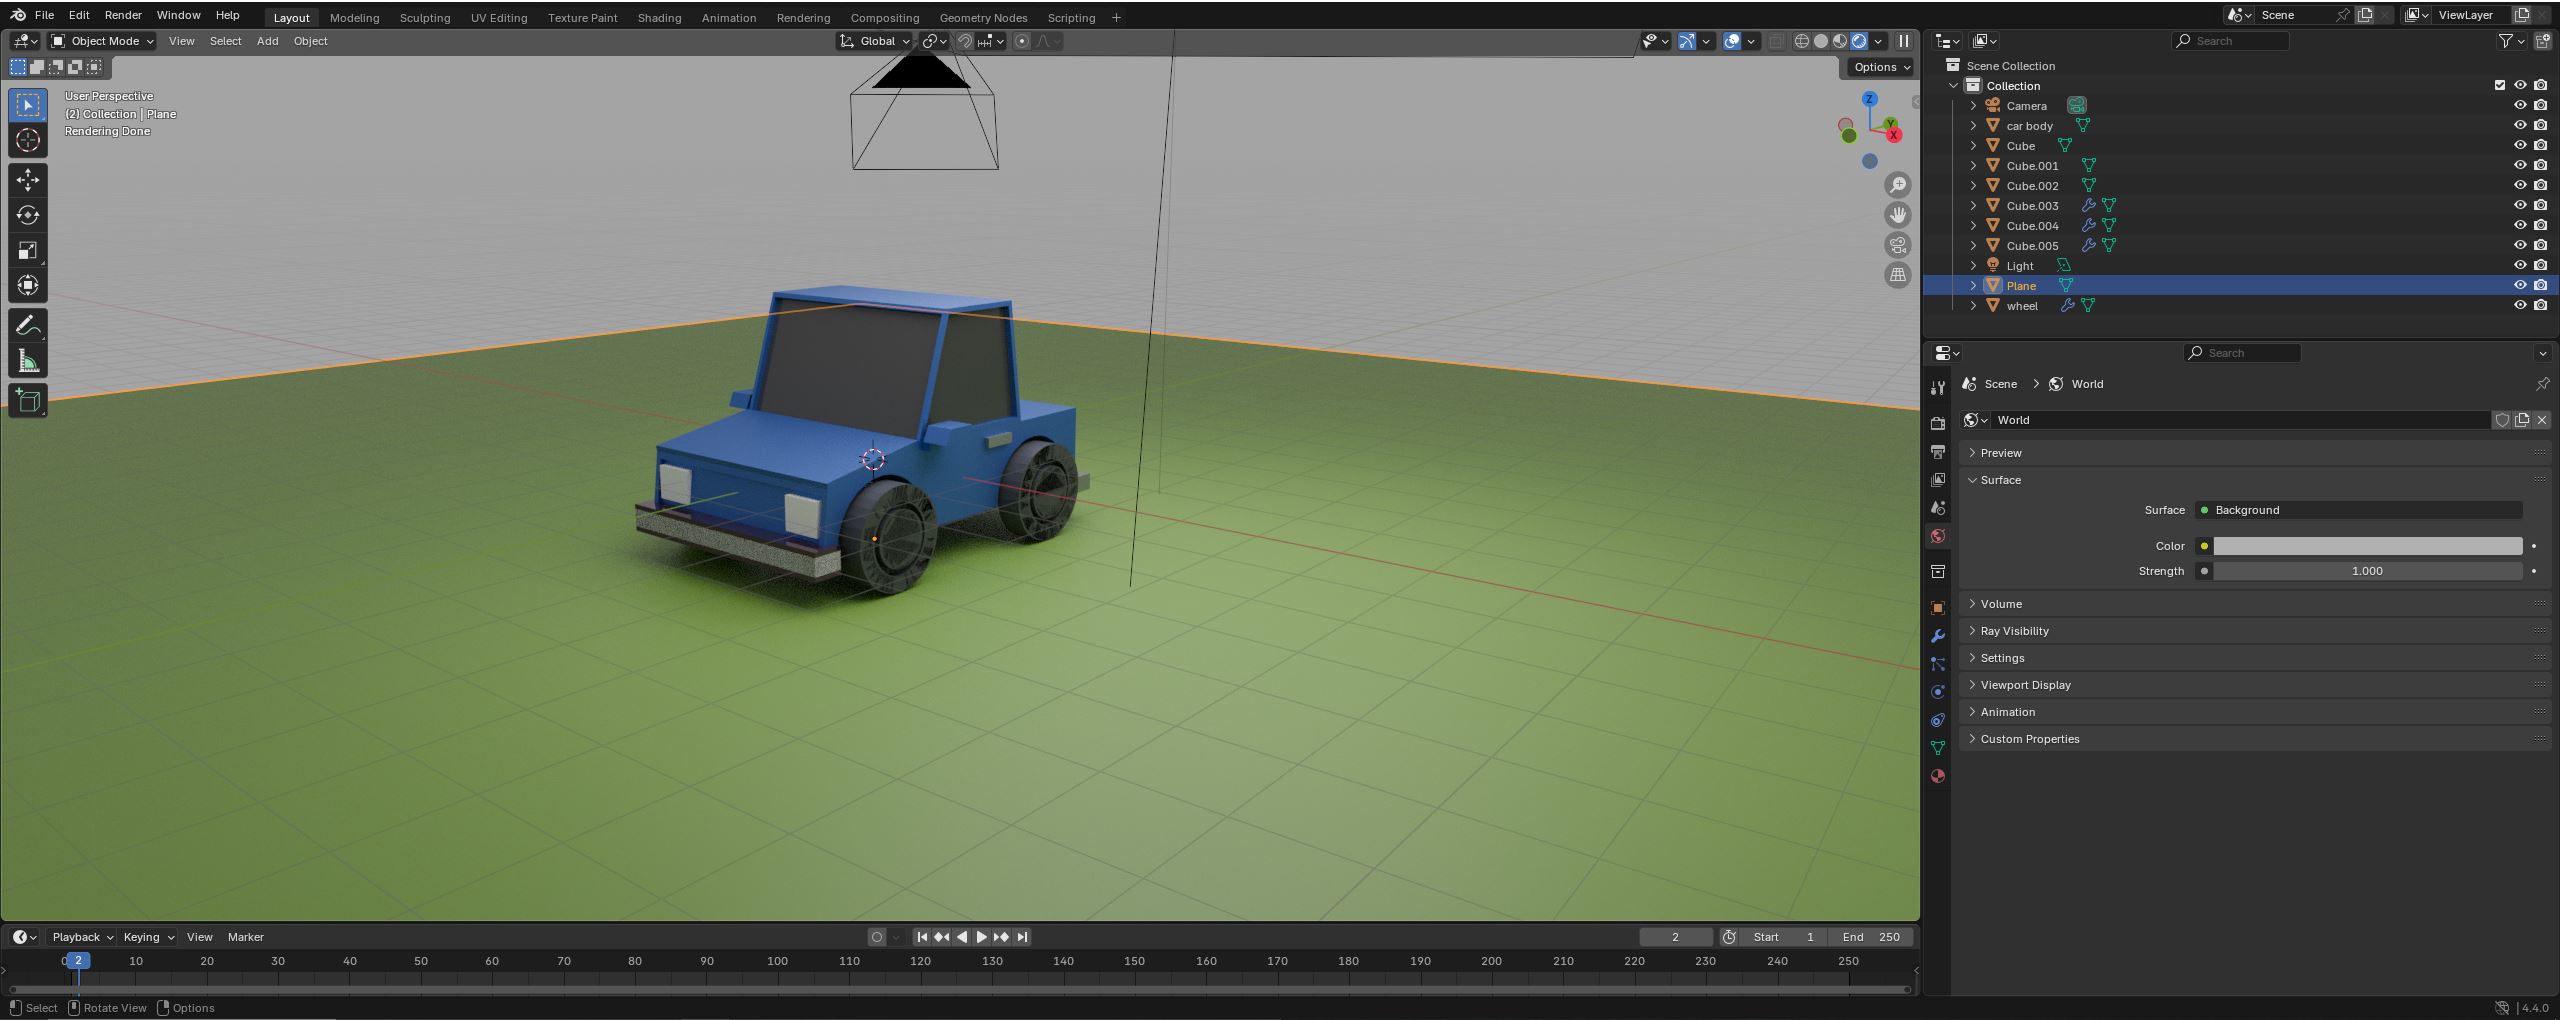 File Edit Render Window Help Layout Modeling Sculpting UV Editing Texture Paint Shading Animation Rendering Compositing Geometry Nodes Scripting + Scene ViewLayer
Object Mode View Select Add Object Global Search
Options
User Perspective
(2) Collection | Plane
Rendering Done
Z
Y
X
Scene Collection
Collection
Camera
car body
Cube
Cube.001
Cube.002
Cube.003
Cube.004
Cube.005
Light
Plane
wheel
Search
Scene > World
World
Preview
Surface
Surface Background
Color
Strength 1.000
Volume
Ray Visibility
Settings
Viewport Display
Animation
Custom Properties
Playback Keying View Marker 2 Start 1 End 250
0 2 10 20 30 40 50 60 70 80 90 100 110 120 130 140 150 160 170 180 190 200 210 220 230 240 250
Select Rotate View Options | 4.4.0